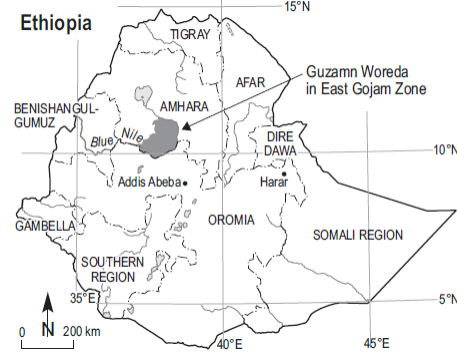 Ethiopia
15°N
TIGRAY
AFAR
Guzamn Woreda
in East Gojam Zone
AMHARA
BENISHANGUL-
GUMUZ
Blue Nile
DIRE
DAWA
10°N
Addis Abeba
Harar
GAMBELLA
OROMIA
SOMALI REGION
SOUTHERN
REGION
35°E
5°N
0 N 200 km
40°E
45°E